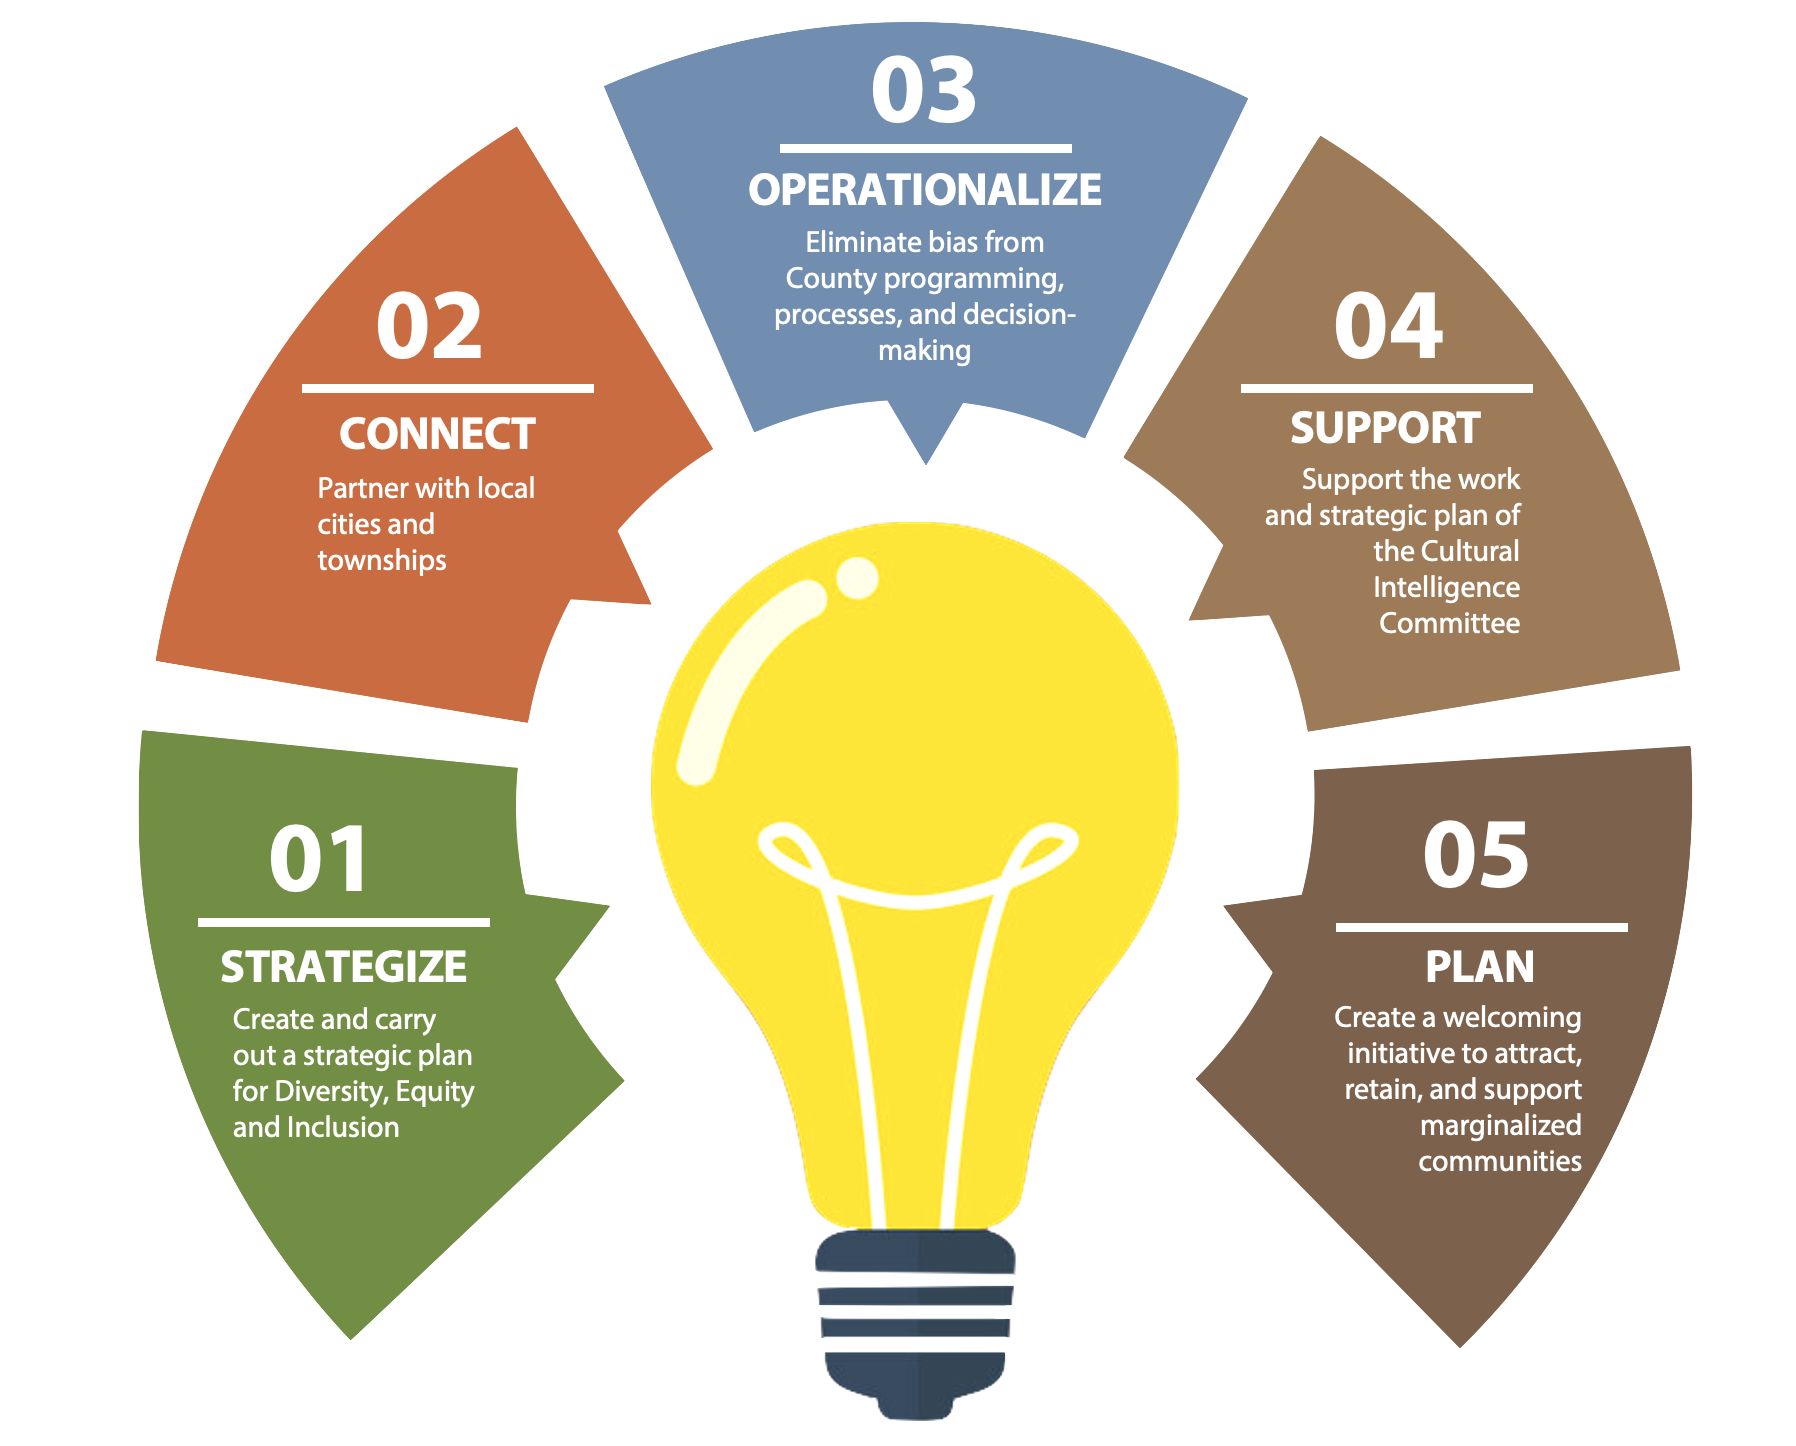 01
STRATEGIZE
Create and carry
out a strategic plan
for Diversity, Equity
and Inclusion
02
CONNECT
Partner with local
cities and
townships
03
OPERATIONALIZE
Eliminate bias from
County programming,
processes, and decision-
making
04
SUPPORT
Support the work
and strategic plan of
the Cultural
Intelligence
Committee
05
PLAN
Create a welcoming
initiative to attract,
retain, and support
marginalized
communities